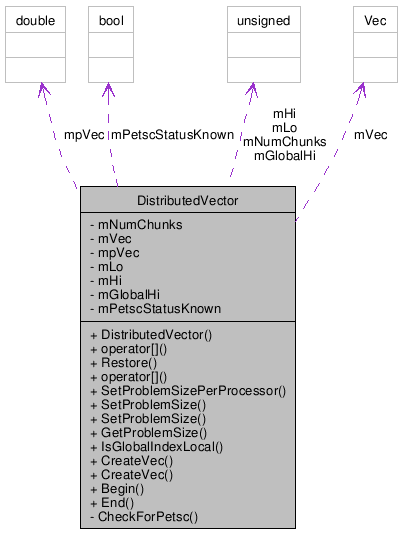 double
bool
unsigned
Vec
mpVec
mPetscStatusKnown
mHi
mLo
mNumChunks
mGlobalHi
mVec
DistributedVector
- mNumChunks
- mVec
- mpVec
- mLo
- mHi
- mGlobalHi
- mPetscStatusKnown
+ DistributedVector()
+ operator[]()
+ Restore()
+ operator[]()
+ SetProblemSizePerProcessor()
+ SetProblemSize()
+ SetProblemSize()
+ GetProblemSize()
+ IsGlobalIndexLocal()
+ CreateVec()
+ CreateVec()
+ Begin()
+ End()
- CheckForPetsc()